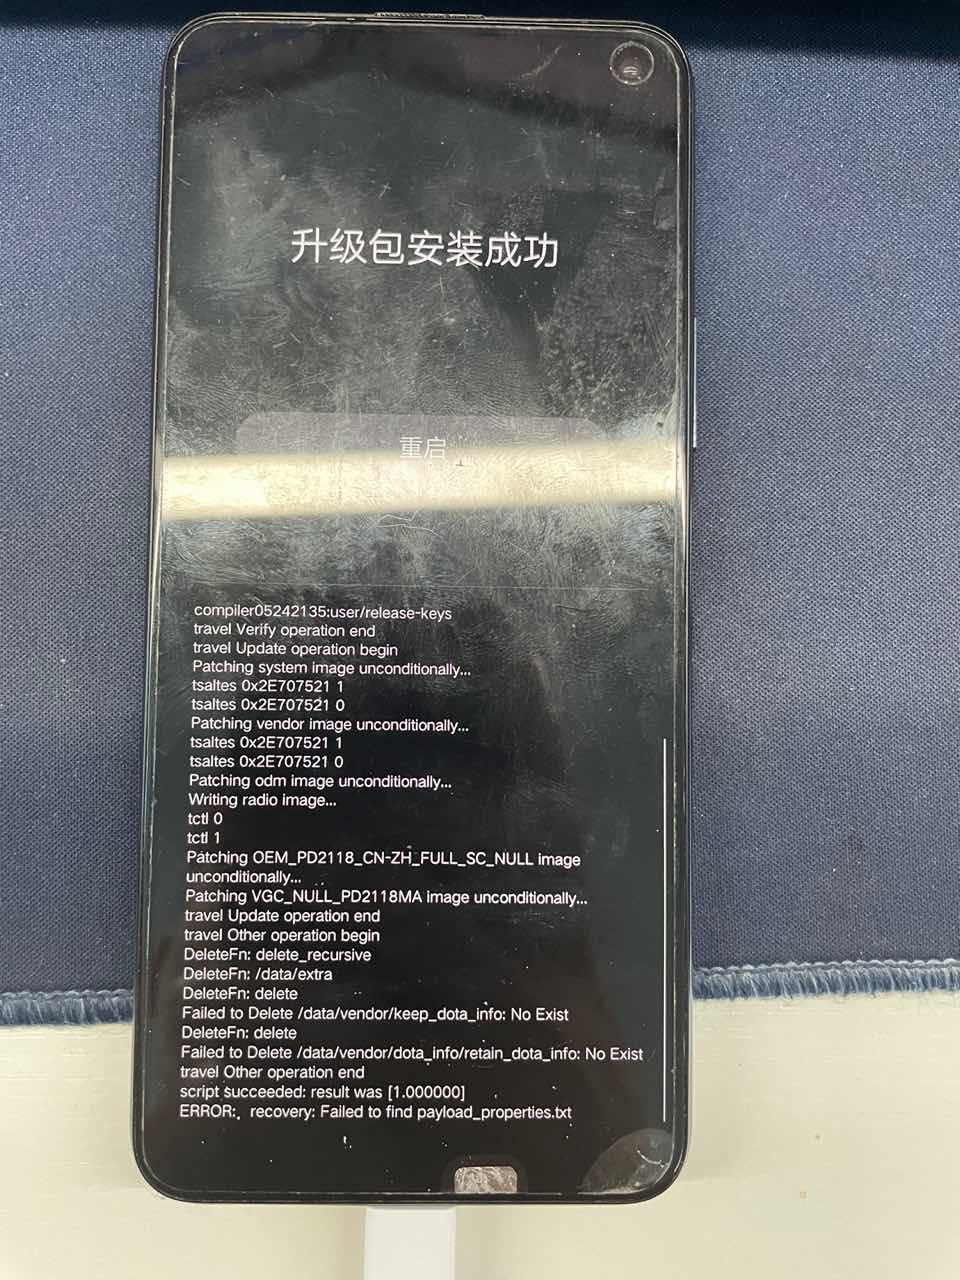 升级包安装成功
重启
compiler05242135:user/release-keys
travel Verify operation end
travel Update operation begin
Patching system image unconditionally...
tsaltes 0x2E707521 1
tsaltes 0x2E707521 0
Patching vendor image unconditionally...
tsaltes 0x2E707521 1
tsaltes 0x2E707521 0
Patching odm image unconditionally...
Writing radio image...
tctl 0
tctl 1
Patching OEM_PD2118_CN-ZH_FULL_SC_NULL image
unconditionally...
Patching VGC_NULL_PD2118MA image unconditionally...
travel Update operation end
travel Other operation begin
DeleteFn: delete_recursive
DeleteFn: /data/extra
DeleteFn: delete
Failed to Delete /data/vendor/keep_dota_info: No Exist
DeleteFn: delete
Failed to Delete /data/vendor/dota_info/retain_dota_info: No Exist
travel Other operation end
script succeeded: result was [1.000000]
ERROR: recovery: Failed to find payload_properties.txt